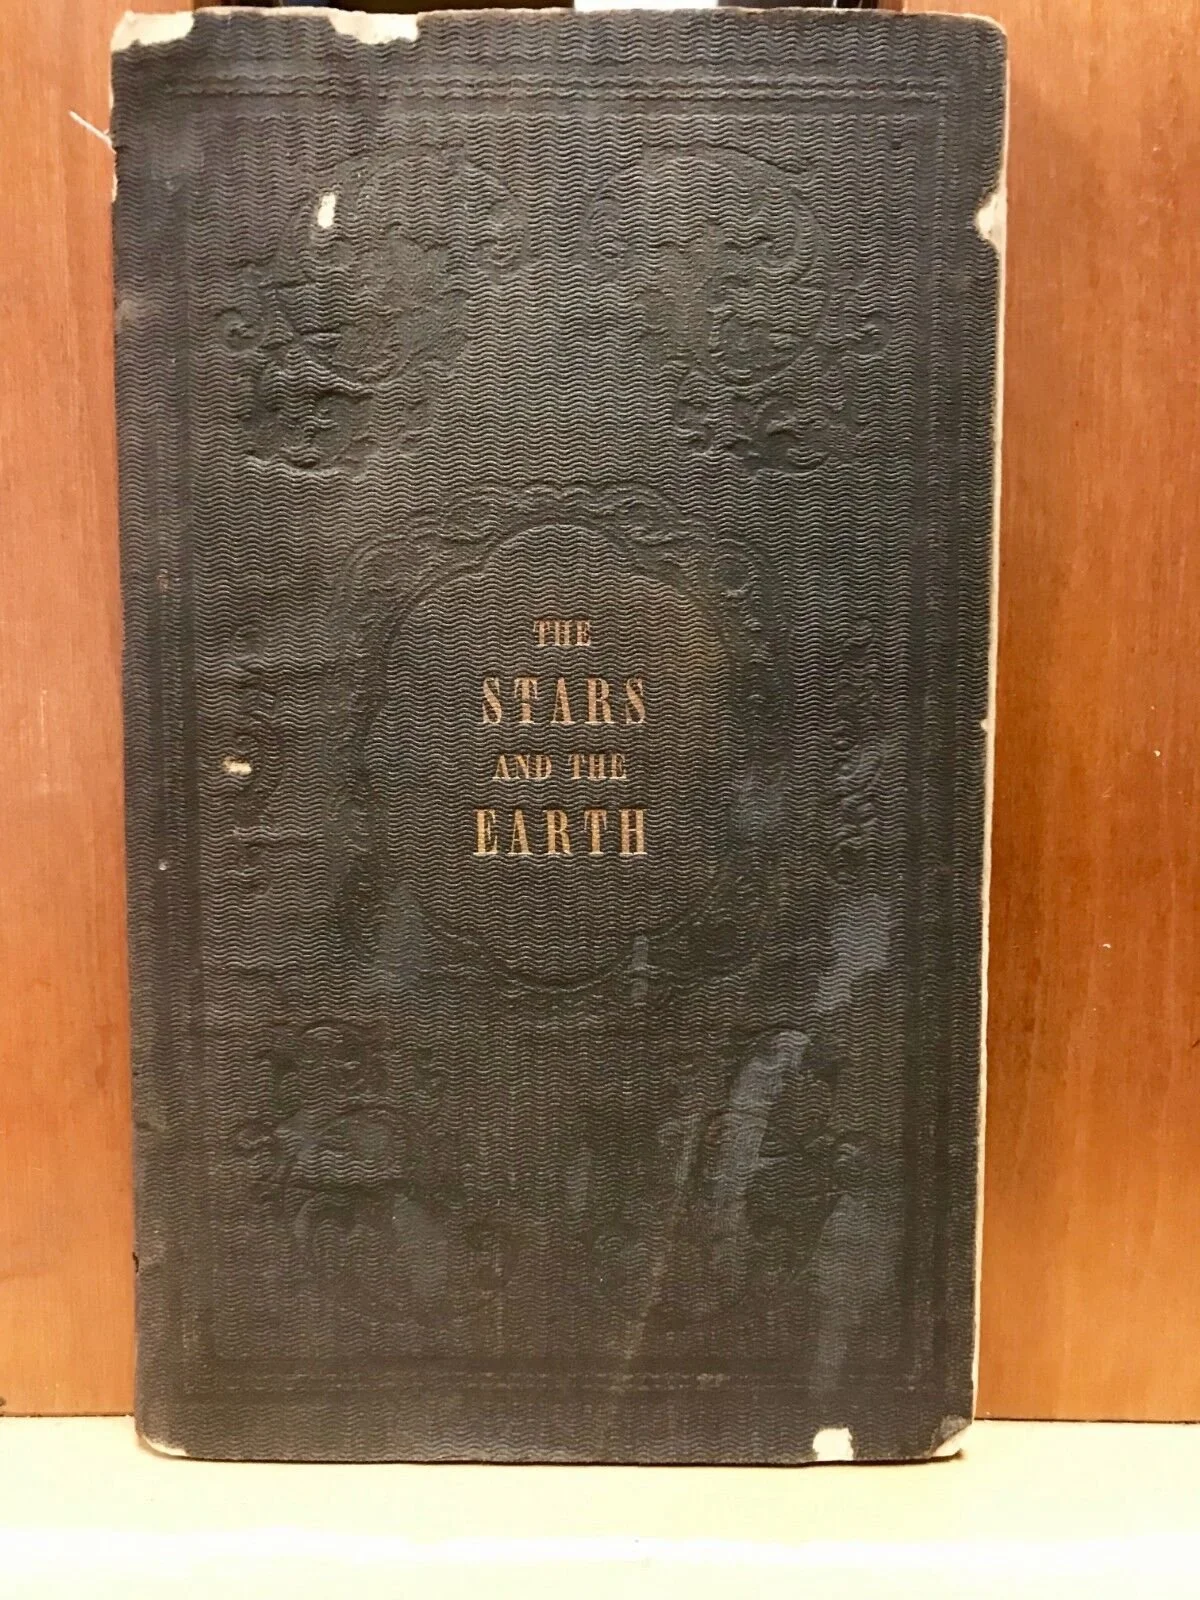 THE
STARS
AND THE
EARTH